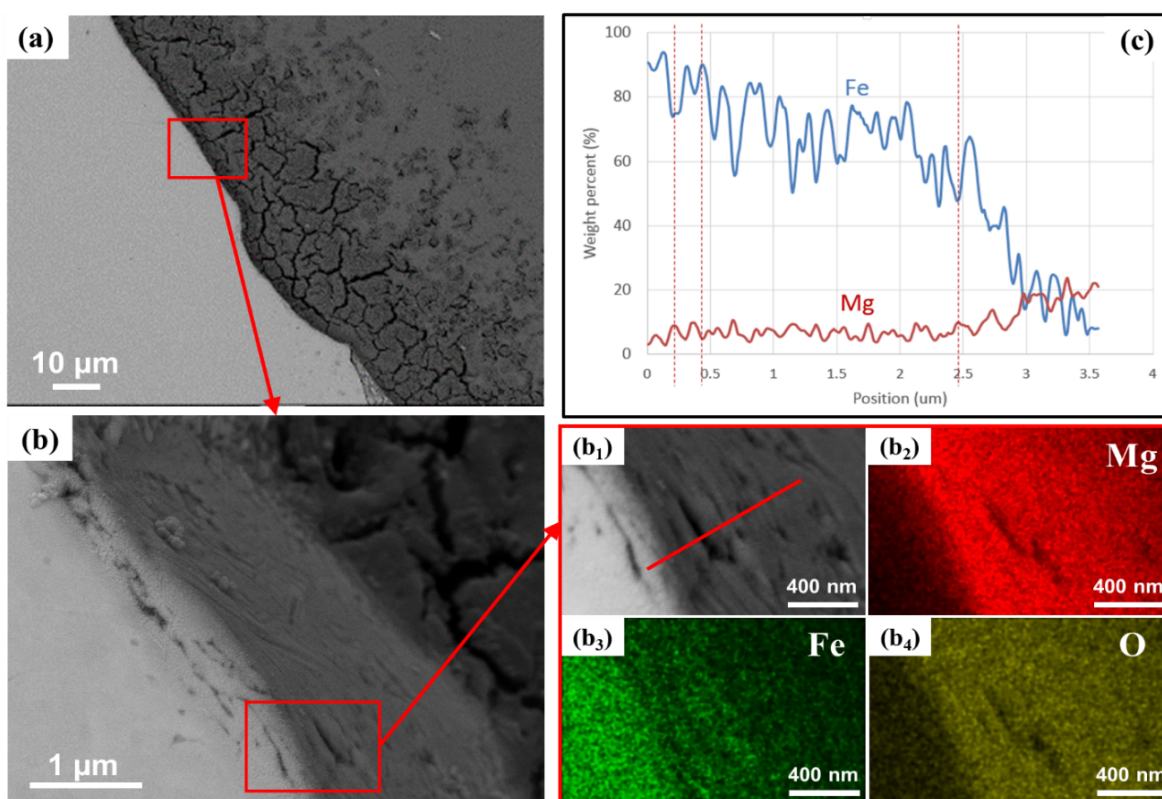 (a)
10 µm
(c)
100
80
60
40
20
0
Weight percent (%)
Fe
Mg
0
0.5
1
1.5
2
2.5
3
3.5
4
Position (um)
(b)
1 µm
(b₁)
400 nm
(b₂)
Mg
400 nm
(b₃)
Fe
400 nm
(b₄)
O
400 nm